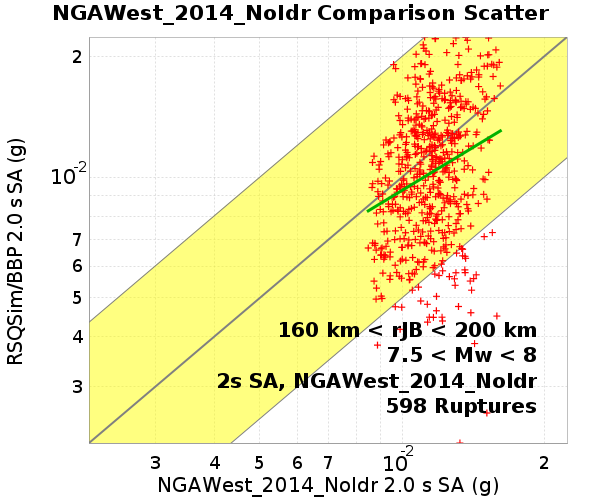 NGAWest_2014_NoIdr Comparison Scatter
RSQSim/BBP 2.0 s SA (g)
2
10-2
7
6
5
4
3
160 km < rJB < 200 km
7.5 < Mw < 8
2s SA, NGAWest_2014_NoIdr
598 Ruptures
3 4 5 6 7 10-2 2
NGAWest_2014_NoIdr 2.0 s SA (g)